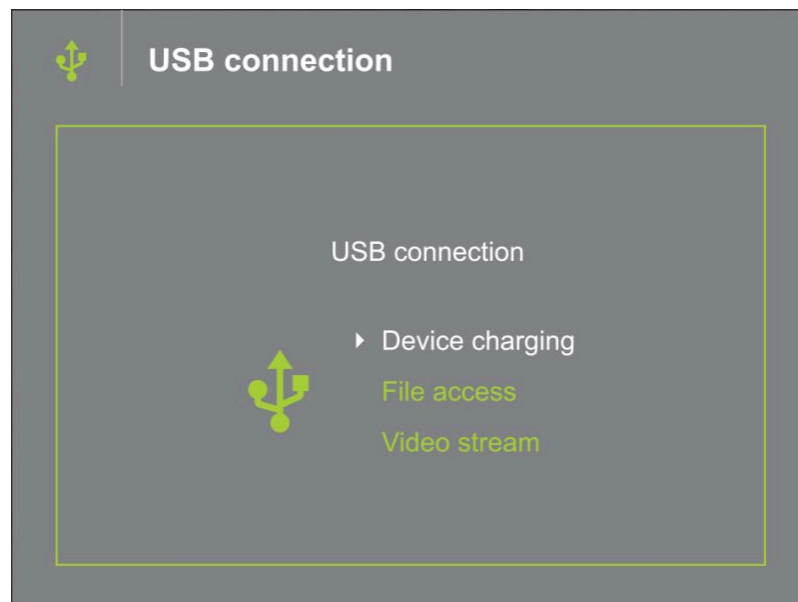 USB connection
USB connection
Device charging
File access
Video stream